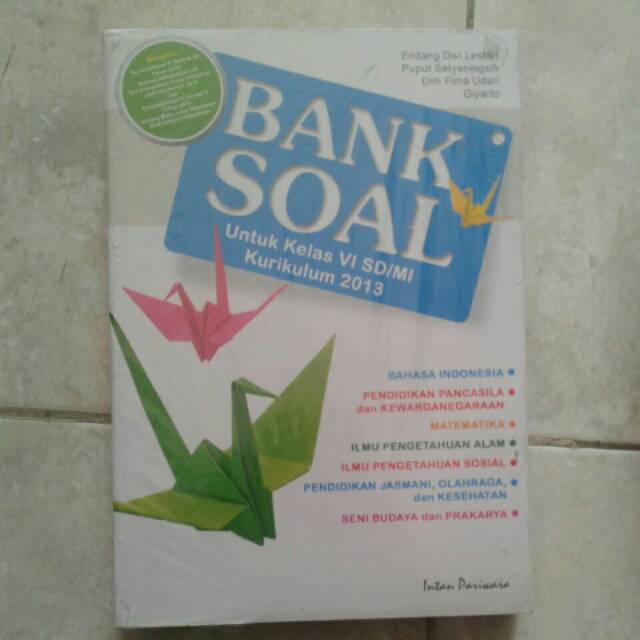 Endang Dwi Lestari
Puput Setyaningsih
Dini Firna Udari
Giyarto
BANK
SOAL
Untuk Kelas VI SD/MI
Kurikulum 2013
BAHASA INDONESIA
PENDIDIKAN PANCASILA
dan KEWARGANEGARAAN
MATEMATIKA
ILMU PENGETAHUAN ALAM
ILMU PENGETAHUAN SOSIAL
PENDIDIKAN JASMANI, OLAHRAGA,
dan KESEHATAN
SENI BUDAYA dan PRAKARYA
Intan Pariwara